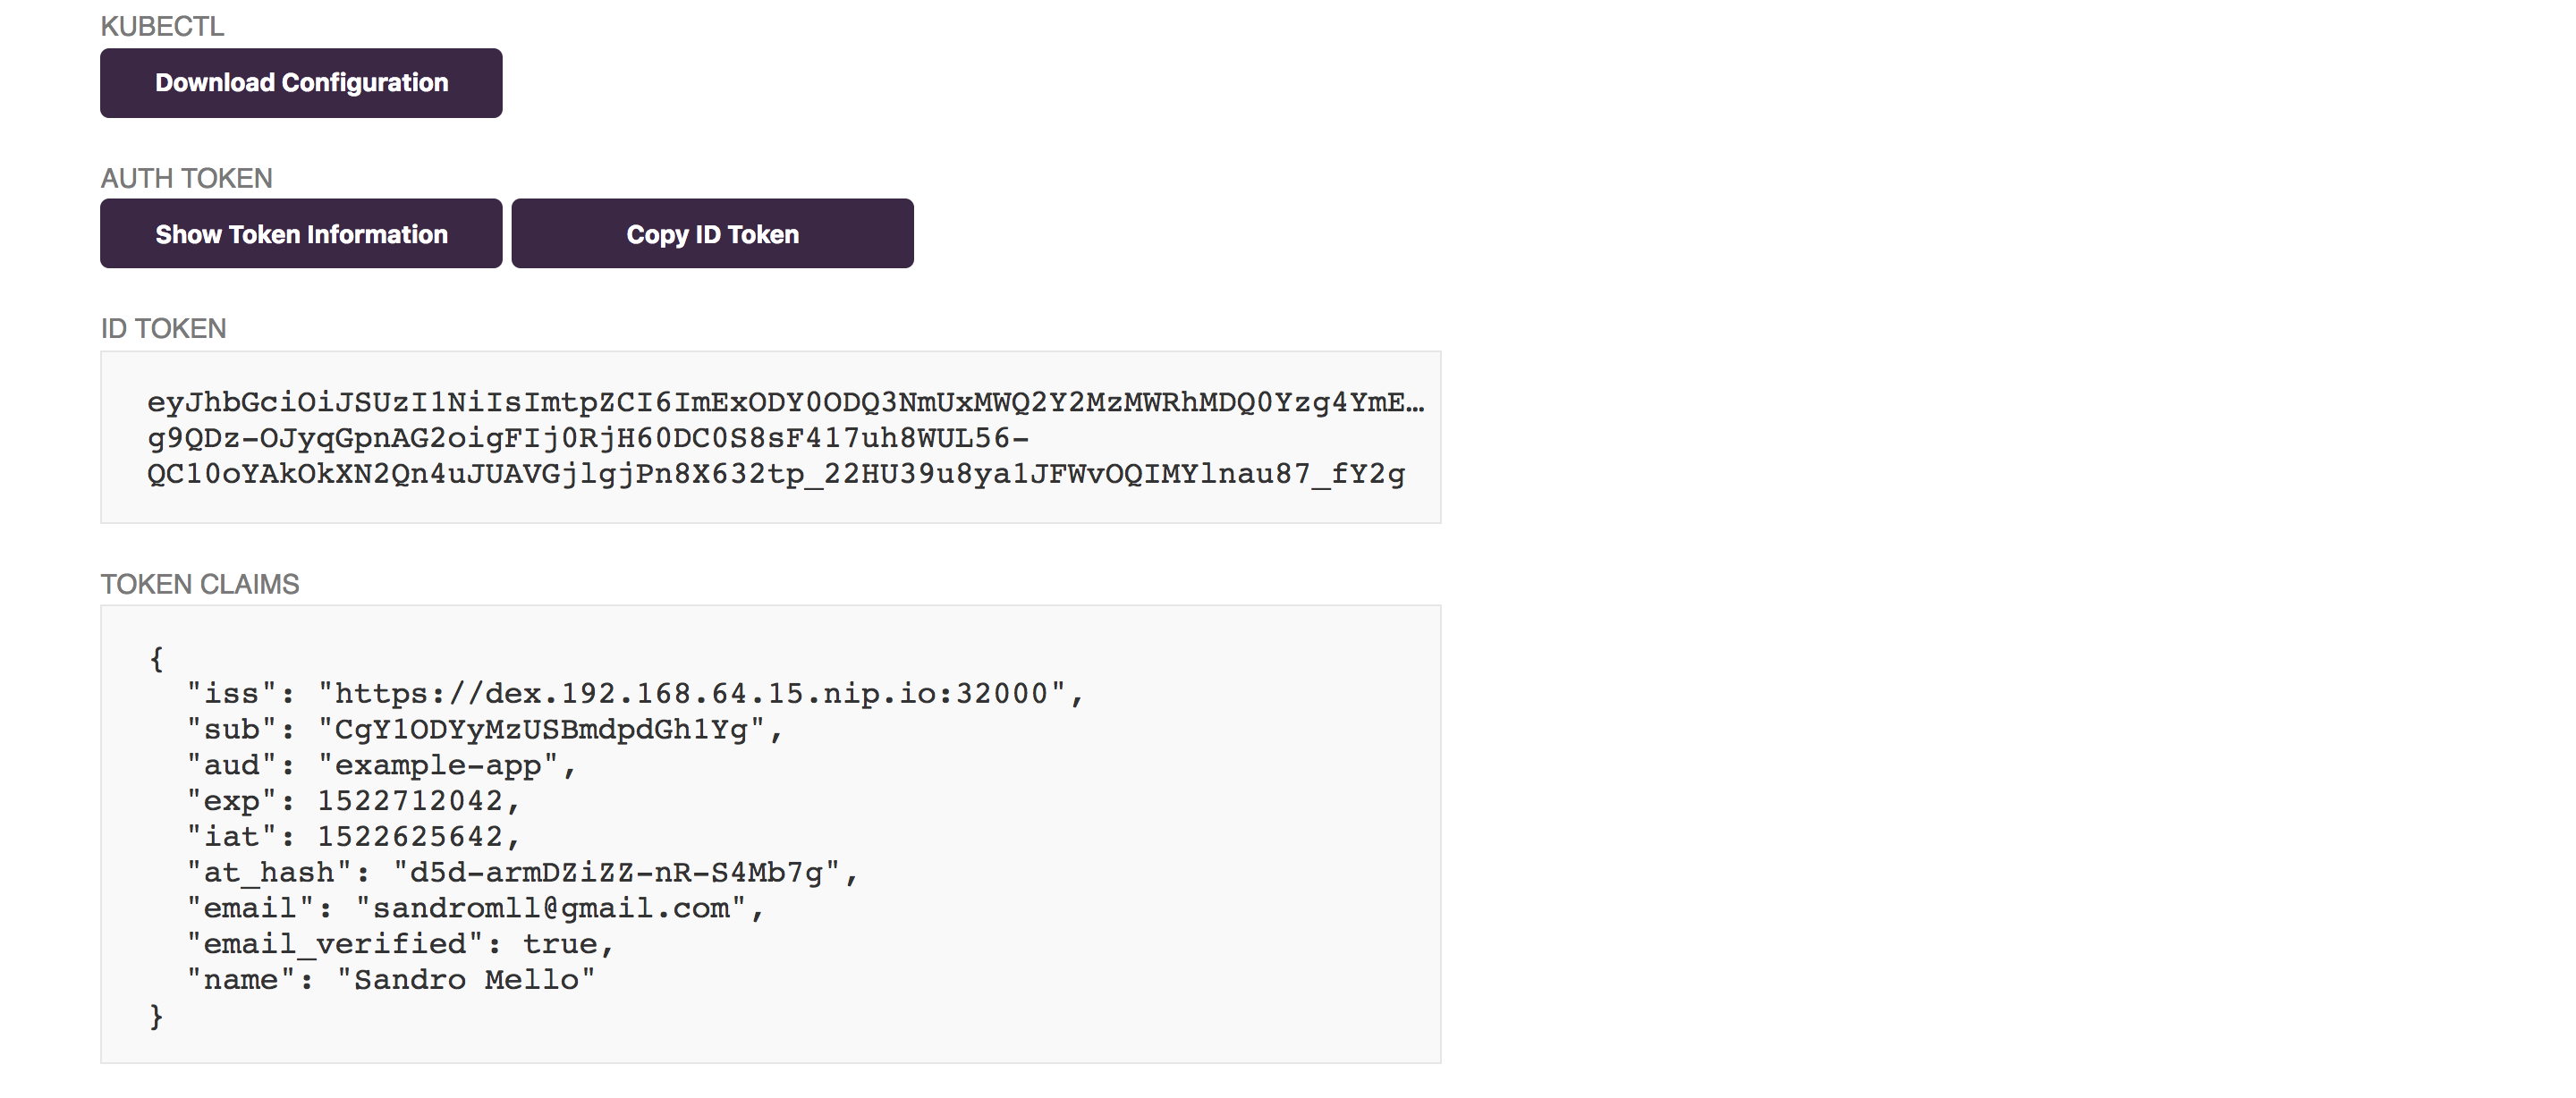 KUBECTL
Download Configuration
AUTH TOKEN
Show Token Information Copy ID Token
ID TOKEN
eyJhbGciOiJSUzI1NiIsImtpZCI6ImExODY0ODQ3NmUxMWQ2Y2MzMWRhMDQ0Yzg4YmE…
g9QDz-OJyqGpnAG2oigFIj0RjH60DC0S8sF417uh8WUL56-
QC10oYAkOkXN2Qn4uJUAVGjlgjPn8X632tp_22HU39u8ya1JFWvOQIMYlnau87_fY2g
TOKEN CLAIMS
{
"iss": "https://dex.192.168.64.15.nip.io:32000",
"sub": "CgY1ODYyMzUSBmdpdGh1Yg",
"aud": "example-app",
"exp": 1522712042,
"iat": 1522625642,
"at_hash": "d5d-armDZiZZ-nR-S4Mb7g",
"email": "sandromll@gmail.com",
"email_verified": true,
"name": "Sandro Mello"
}